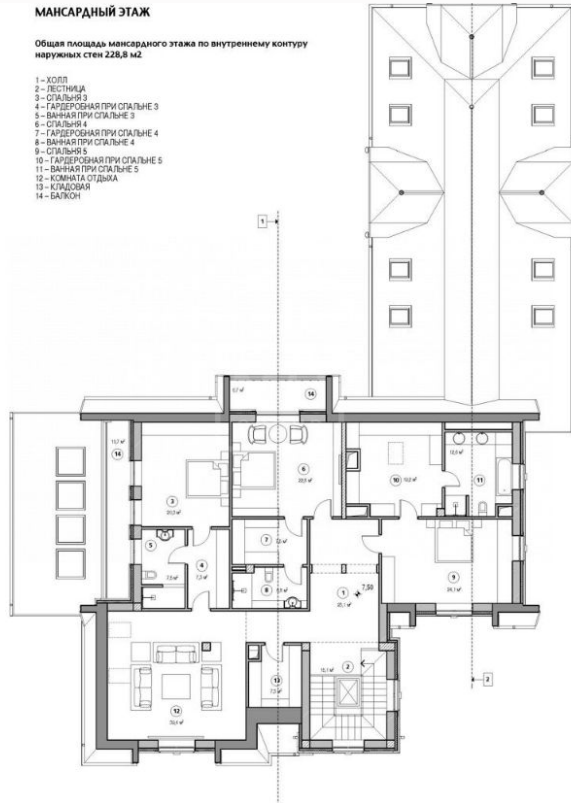 МАНСАРДНЫЙ ЭТАЖ
Общая площадь мансардного этажа по внутреннему контуру
наружных стен 228,8 м2
1 – ХОЛЛ
2 – ЛЕСТНИЦА
3 – СПАЛЬНЯ 3
4 – ГАРДЕРОБНАЯ ПРИ СПАЛЬНЕ 3
5 – ВАННАЯ ПРИ СПАЛЬНЕ 3
6 – СПАЛЬНЯ 4
7 – ГАРДЕРОБНАЯ ПРИ СПАЛЬНЕ 4
8 – ВАННАЯ ПРИ СПАЛЬНЕ 4
9 – СПАЛЬНЯ 5
10 – ГАРДЕРОБНАЯ ПРИ СПАЛЬНЕ 5
11 – ВАННАЯ ПРИ СПАЛЬНЕ 5
12 – КОМНАТА ОТДЫХА
13 – КЛАДОВАЯ
14 – БАЛКОН
1
14
14
6
3
10
11
5
7
4
8
1
7,50
9
2
13
2
12